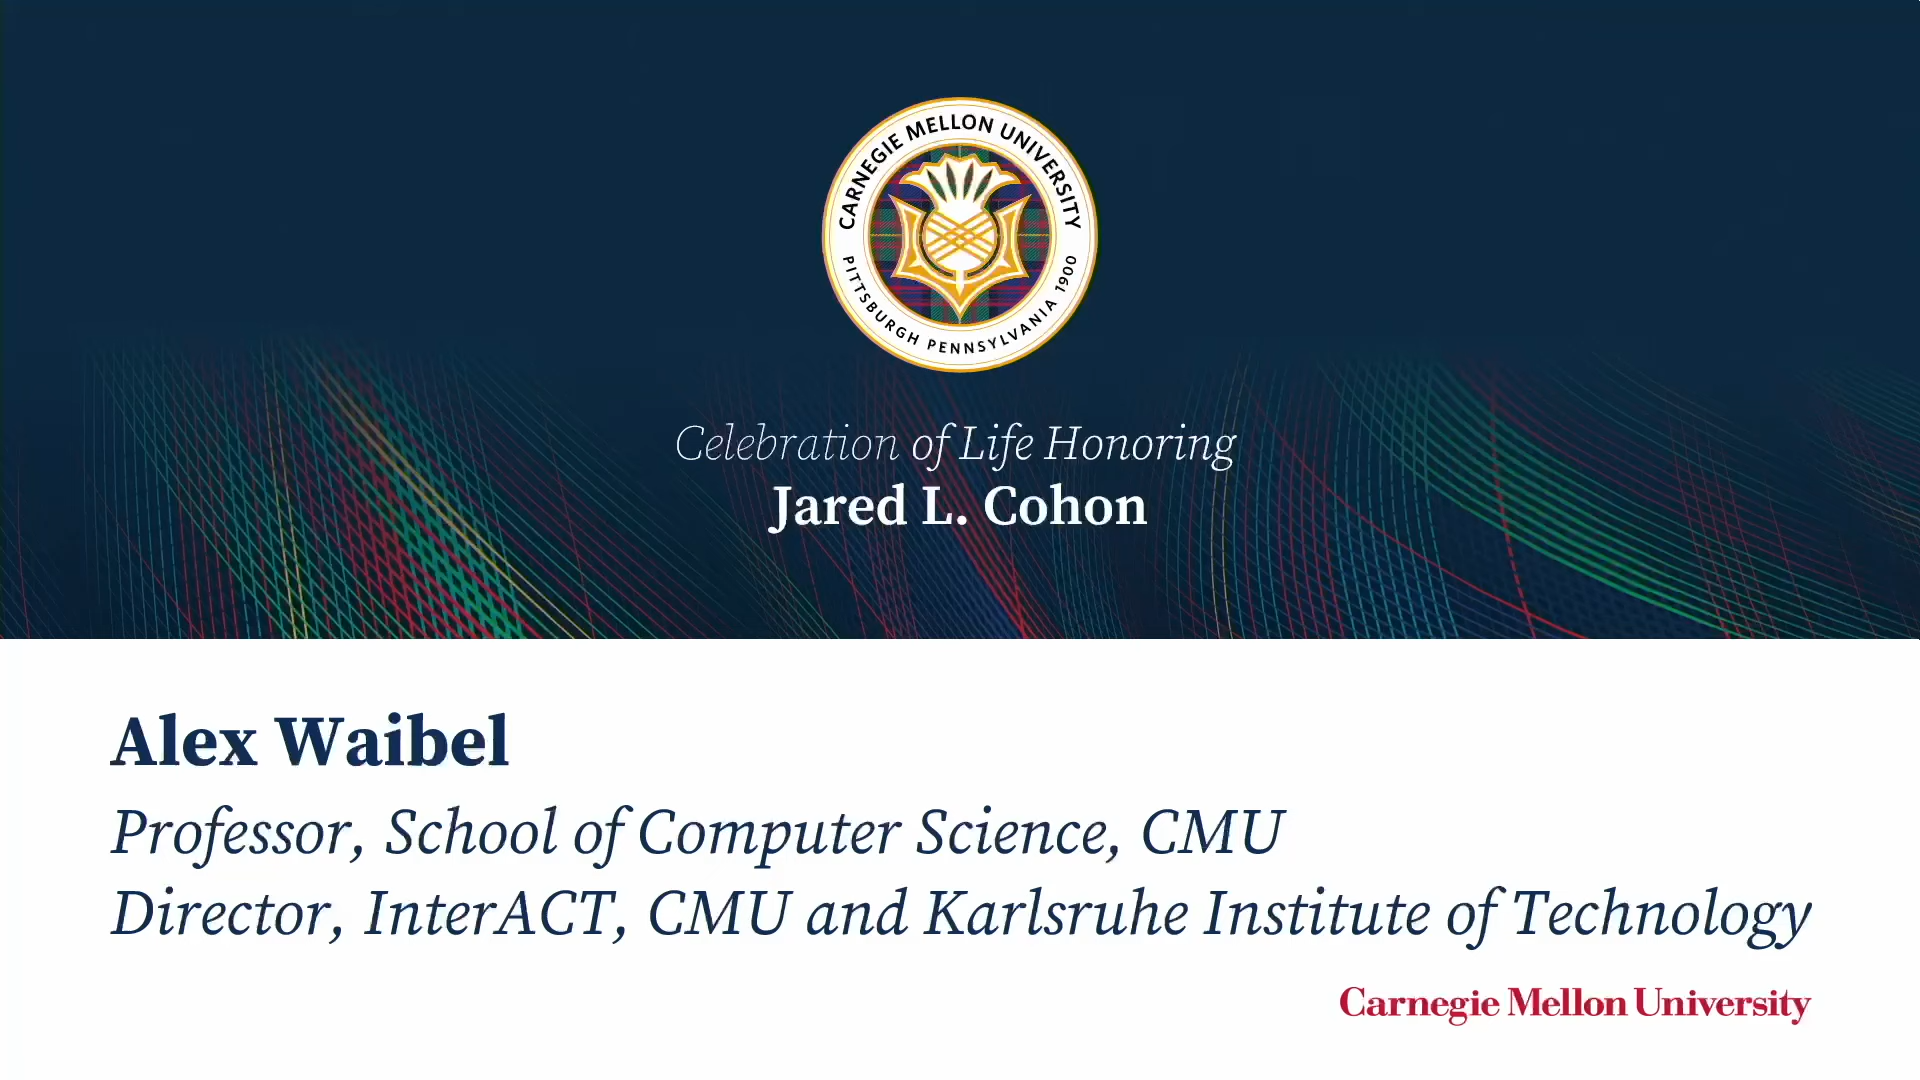 CARNEGIE MELLON UNIVERSITY
PITTSBURGH PENNSYLVANIA 1900
Celebration of Life Honoring
Jared L. Cohon
Alex Waibel
Professor, School of Computer Science, CMU
Director, InterACT, CMU and Karlsruhe Institute of Technology
Carnegie Mellon University